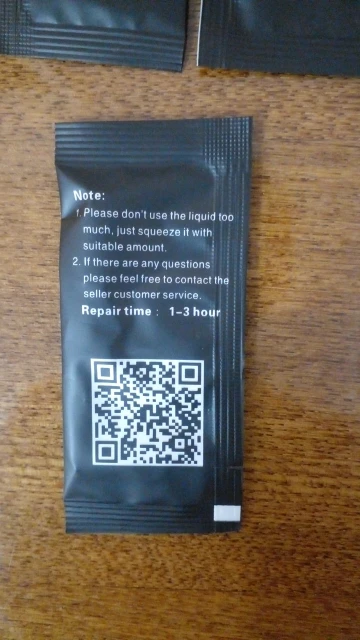 Note:
1. Please don't use the liquid too
much, just squeeze it with
suitable amount.
2. If there are any questions
please feel free to contact the
seller customer service.
Repair time : 1-3 hour